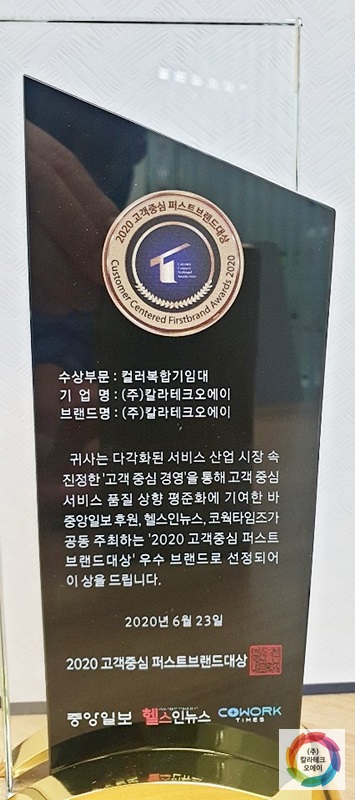 2020 고객중심 퍼스트브랜드대상
Customer Centered Firstbrand Awards 2020
수상부문 : 컬러복합기임대
기 업 명 : (주)칼라테크오에이
브랜드명 : (주)칼라테크오에이
귀사는 다각화된 서비스 산업 시장 속
진정한 '고객 중심 경영'을 통해 고객 중심
서비스 품질 상향 평준화에 기여한 바
중앙일보 후원, 헬스인뉴스, 코웍타임즈가
공동 주최하는 '2020 고객중심 퍼스트
브랜드대상' 우수 브랜드로 선정되어
이 상을 드립니다.
2020년 6월 23일
2020 고객중심 퍼스트브랜드대상
중앙일보 헬스인뉴스 COWORK
TIMES
(주)
칼라테크
오에이